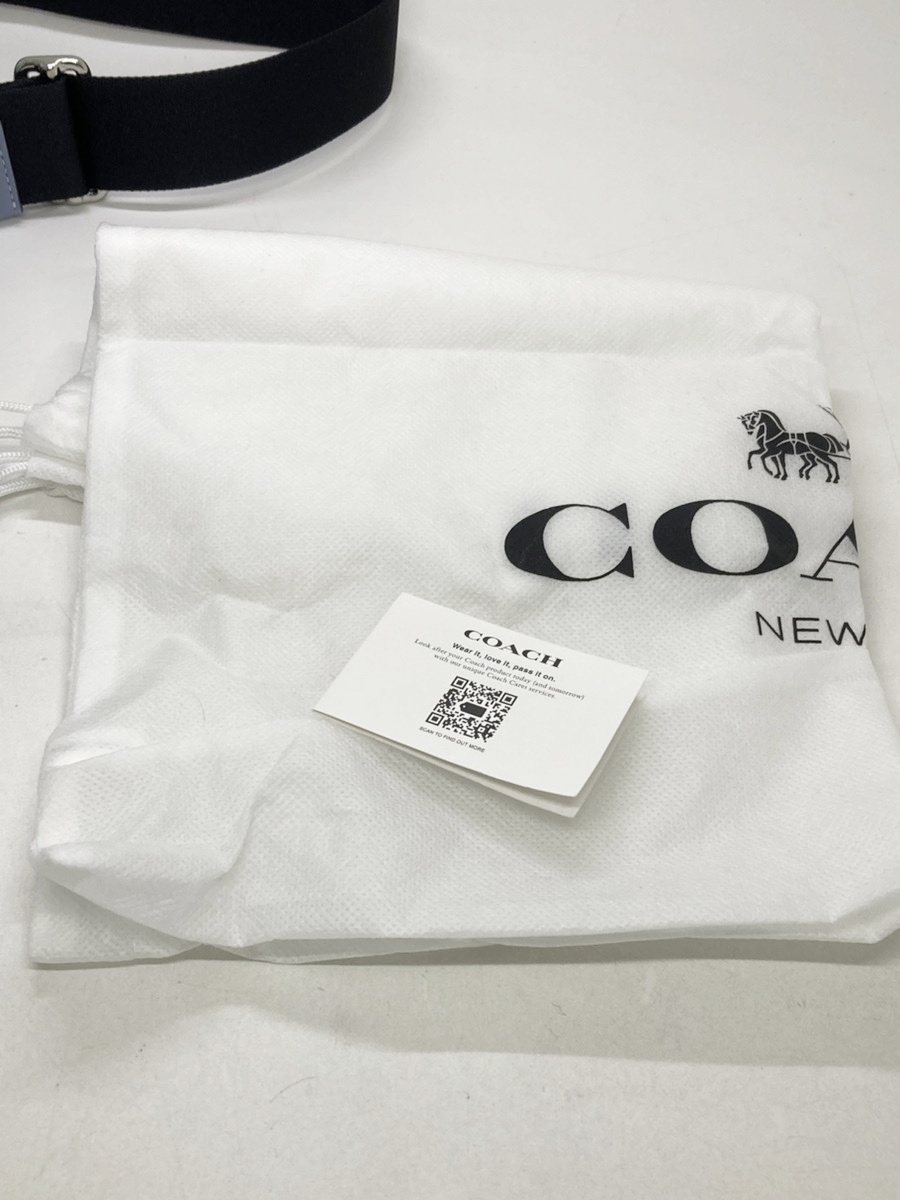 COA
NEW
COACH
Wear it, love it, pass it on.
Look after your Coach product today (and tomorrow)
with our unique Coach Cares services.
SCAN TO FIND OUT MORE